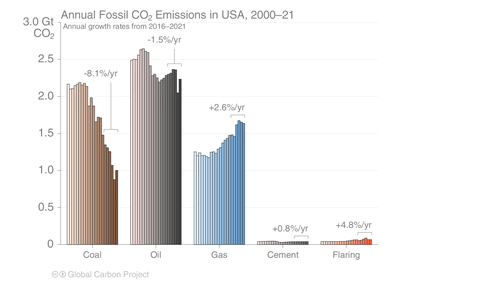 Annual Fossil CO₂ Emissions in USA, 2000–21
Annual growth rates from 2016–2021
3.0 Gt
CO₂
2.5
2.0
1.5
1.0
0.5
0
-8.1%/yr
-1.5%/yr
+2.6%/yr
+0.8%/yr
+4.8%/yr
Coal
Oil
Gas
Cement
Flaring
Global Carbon Project